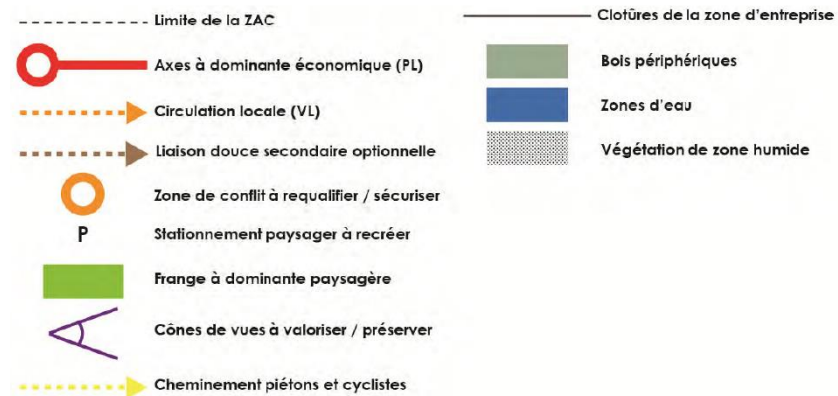 Limite de la ZAC
Axes à dominante économique (PL)
Circulation locale (VL)
Liaison douce secondaire optionnelle
Zone de conflit à requalifier / sécuriser
P Stationnement paysager à recréer
Frange à dominante paysagère
Cônes de vues à valoriser / préserver
Cheminement piétons et cyclistes
Clotûres de la zone d'entreprise
Bois périphériques
Zones d'eau
Végétation de zone humide